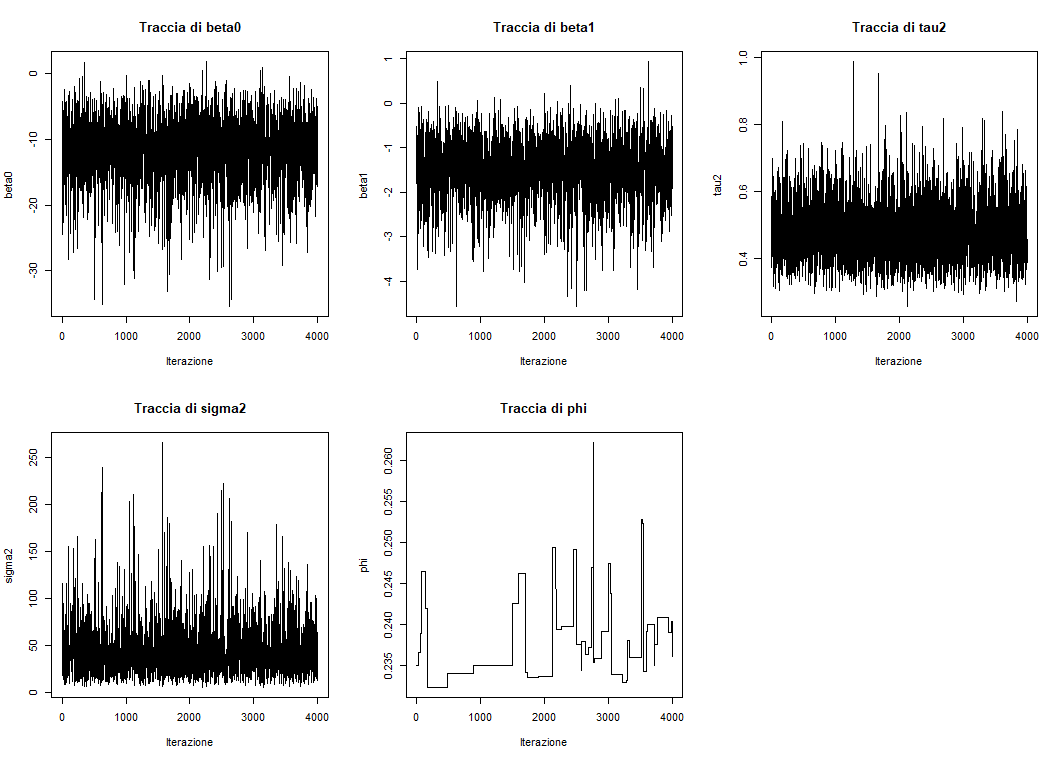 Traccia di beta0
beta0
0
-10
-20
-30
0 1000 2000 3000 4000
Iterazione
Traccia di beta1
beta1
1
0
-1
-2
-3
-4
0 1000 2000 3000 4000
Iterazione
Traccia di tau2
tau2
1.0
0.8
0.6
0.4
0 1000 2000 3000 4000
Iterazione
Traccia di sigma2
sigma2
250
200
150
100
50
0
0 1000 2000 3000 4000
Iterazione
Traccia di phi
phi
0.260
0.255
0.250
0.245
0.240
0.235
0 1000 2000 3000 4000
Iterazione